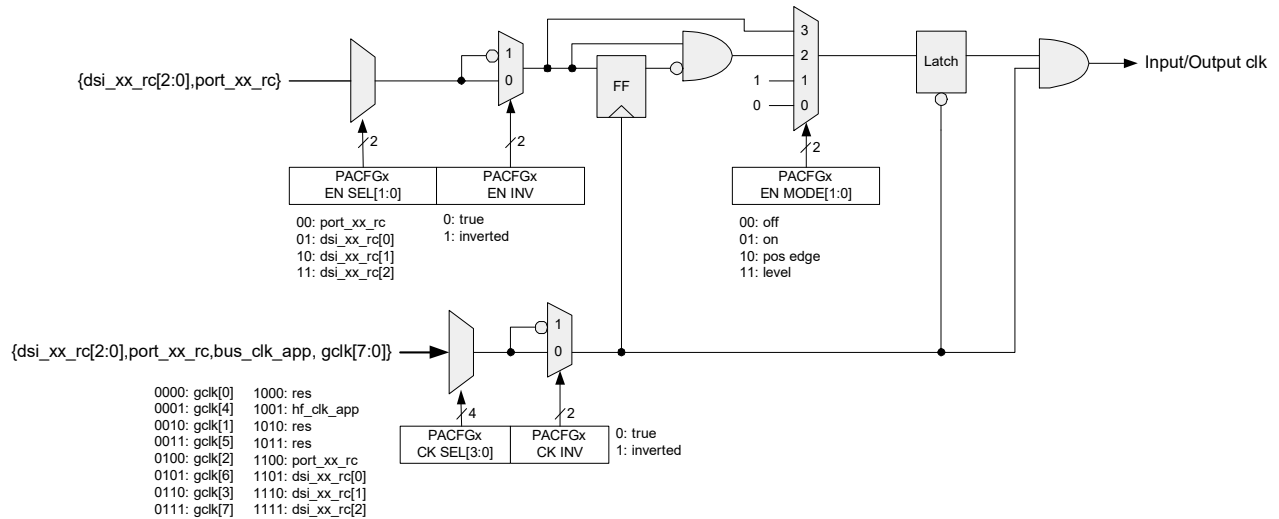 3
1
2
{dsi_xx_rc[2:0],port_xx_rc}
0
FF
1
1
Latch
Input/Output clk
0
0
2
2
2
PACFGx
EN SEL[1:0]
PACFGx
EN INV
PACFGx
EN MODE[1:0]
00: port_xx_rc
01: dsi_xx_rc[0]
10: dsi_xx_rc[1]
11: dsi_xx_rc[2]
0: true
1: inverted
00: off
01: on
10: pos edge
11: level
1
0
{dsi_xx_rc[2:0],port_xx_rc,bus_clk_app, gclk[7:0]}
0000: gclk[0] 1000: res
0001: gclk[4] 1001: hf_clk_app
0010: gclk[1] 1010: res
0011: gclk[5] 1011: res
0100: gclk[2] 1100: port_xx_rc
0101: gclk[6] 1101: dsi_xx_rc[0]
0110: gclk[3] 1110: dsi_xx_rc[1]
0111: gclk[7] 1111: dsi_xx_rc[2]
4
2
PACFGx
CK SEL[3:0]
PACFGx
CK INV
0: true
1: inverted